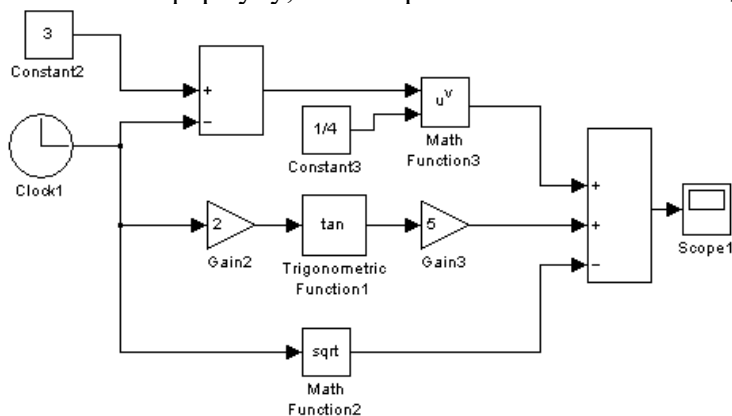 3
Constant2
+
−
Clock1
1/4
Constant3
u^v
Math
Function3
2
Gain2
tan
Trigonometric
Function1
5
Gain3
+
+
−
Scope1
sqrt
Math
Function2